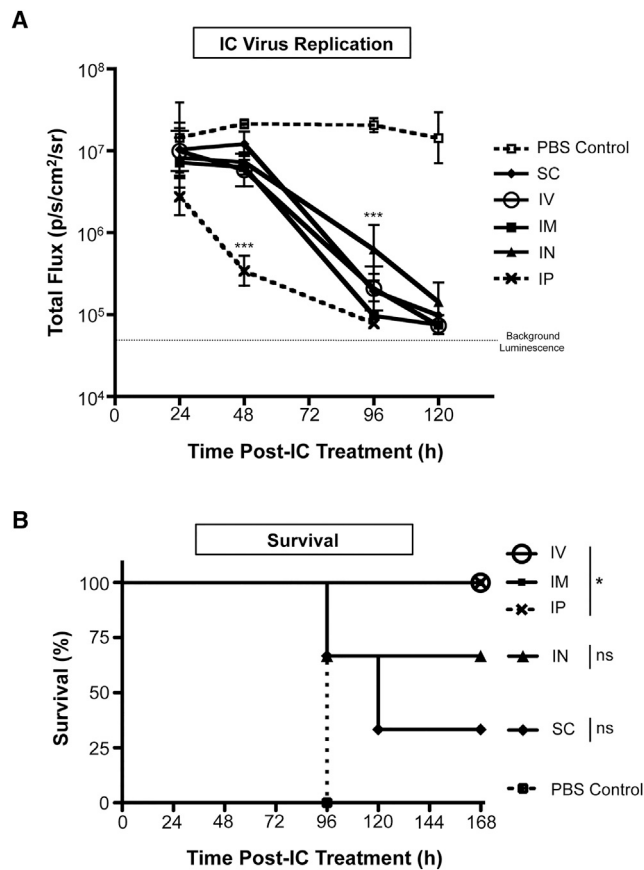 A
IC Virus Replication
Total Flux (p/s/cm²/sr)
10⁸
10⁷
10⁶
10⁵
10⁴
***
***
Background
Luminescence
0
24
48
72
96
120
Time Post-IC Treatment (h)
PBS Control
SC
IV
IM
IN
IP
B
Survival
Survival (%)
100
75
50
25
0
0
24
48
72
96
120
144
168
Time Post-IC Treatment (h)
IV
IM
IP
*
IN
ns
SC
ns
PBS Control